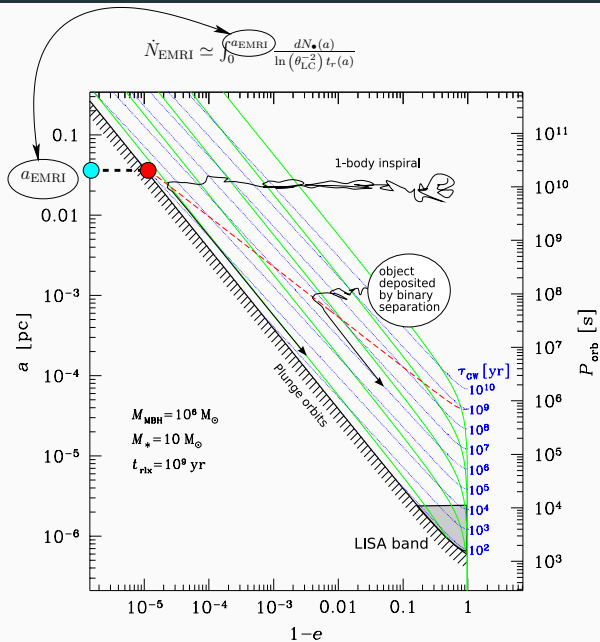 Ṅ_EMRI ≃ ∫_0^{a_EMRI} dN_•(a) / ln(θ_LC^{-2}) t_r(a)
a_EMRI
1-body inspiral
object
deposited
by binary
separation
Plunge orbits
M_MBH = 10^6 M_⊙
M_* = 10 M_⊙
t_rlx = 10^9 yr
LISA band
τ_GW [yr]
10^10
10^9
10^8
10^7
10^6
10^5
10^4
10^3
10^2
a [pc]
0.1
0.01
10^-3
10^-4
10^-5
10^-6
P_orb [s]
10^11
10^10
10^9
10^8
10^7
10^6
10^5
10^4
10^3
10^-5
10^-4
10^-3
0.01
0.1
1
1-e